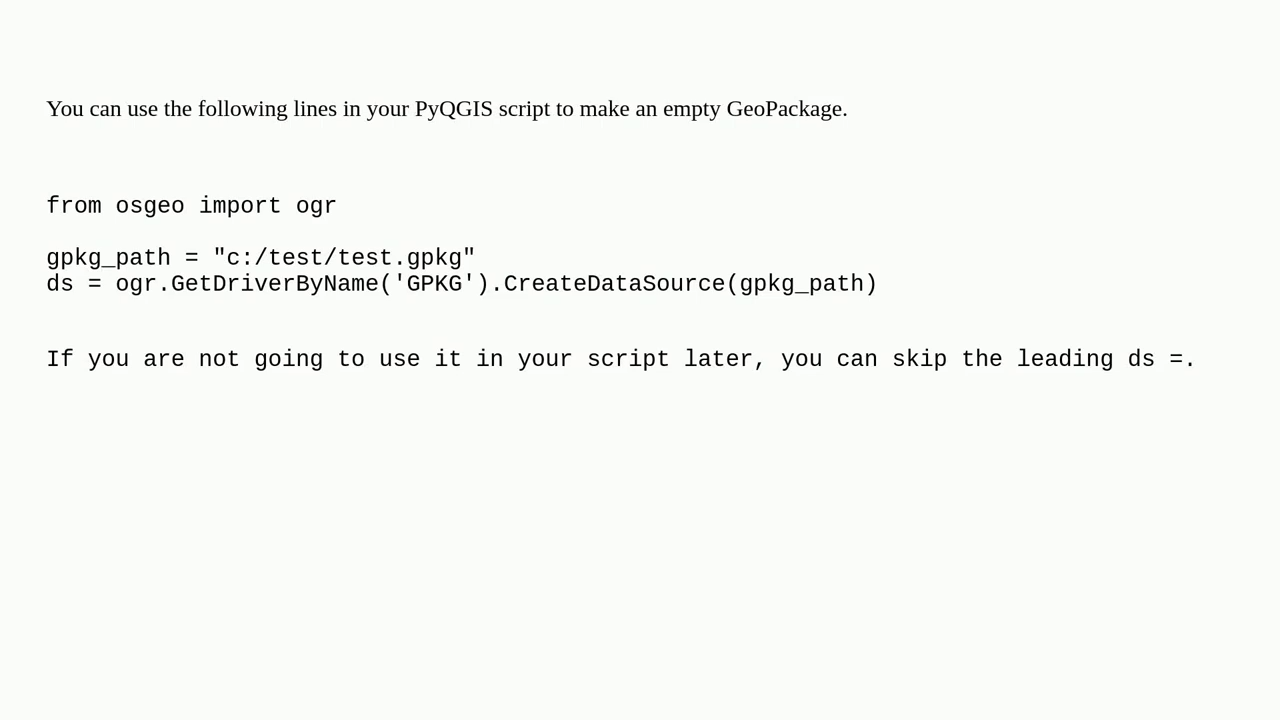 You can use the following lines in your PyQGIS script to make an empty GeoPackage.
from osgeo import ogr
gpkg_path = "c:/test/test.gpkg"
ds = ogr.GetDriverByName('GPKG').CreateDataSource(gpkg_path)
If you are not going to use it in your script later, you can skip the leading ds =.